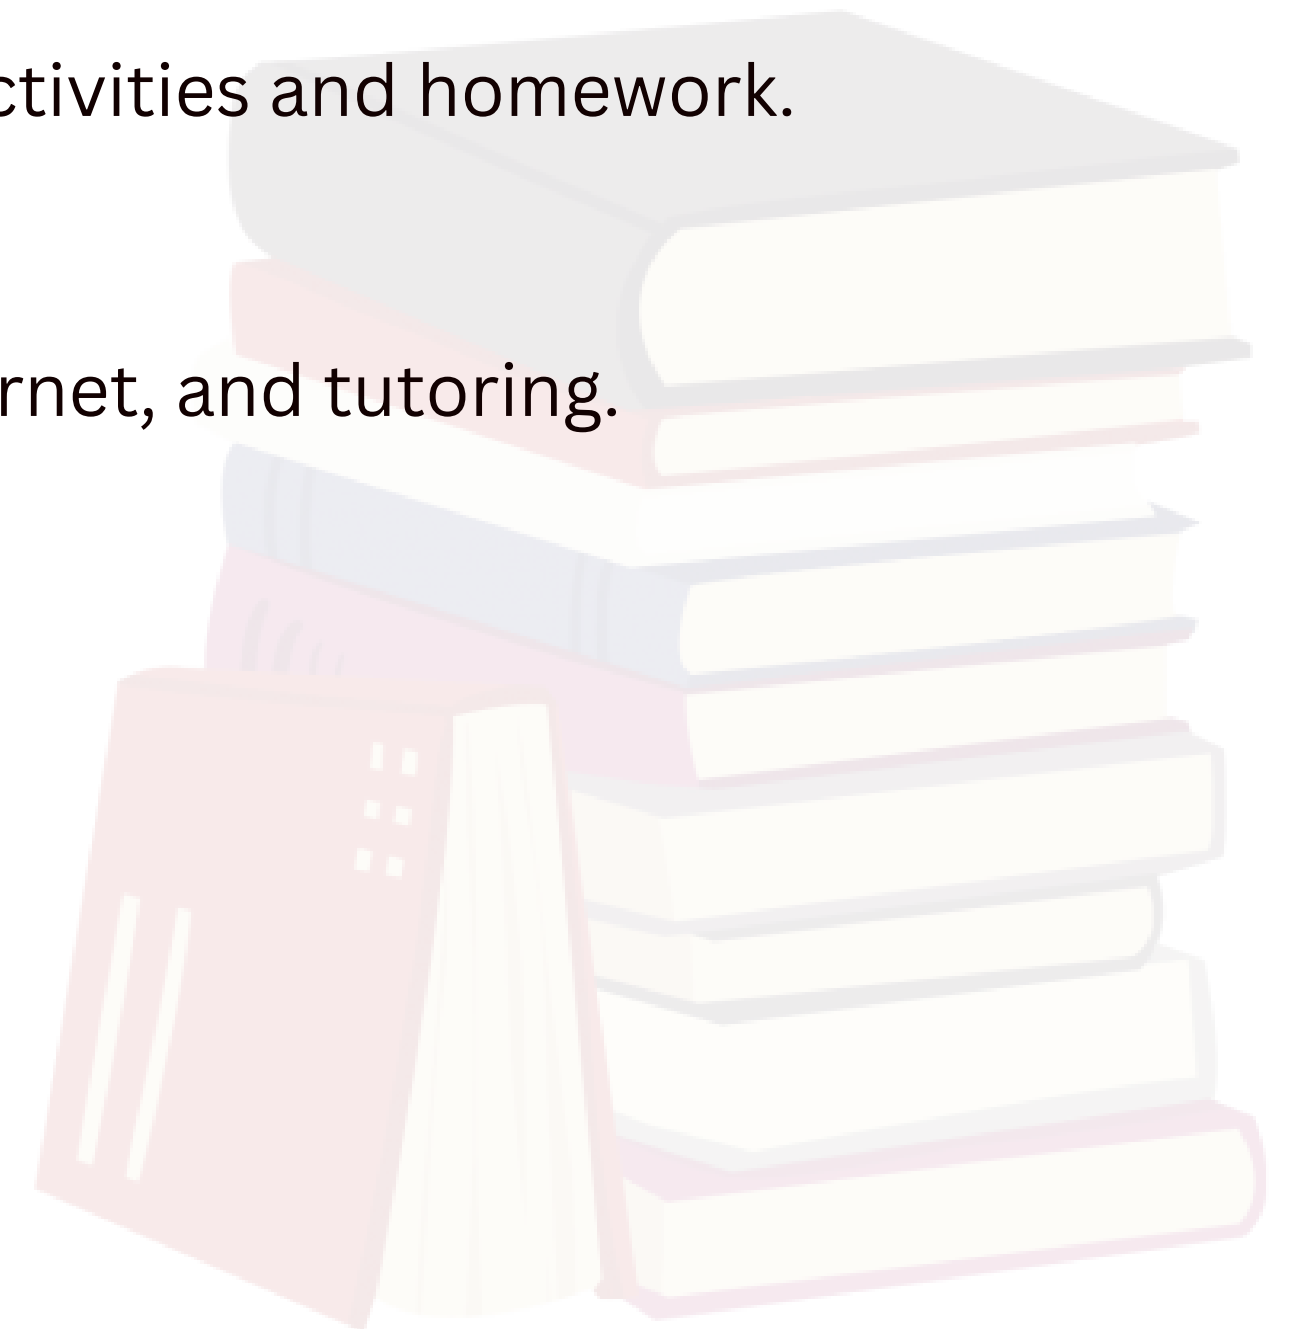 ctivities and homework.
rnet, and tutoring.